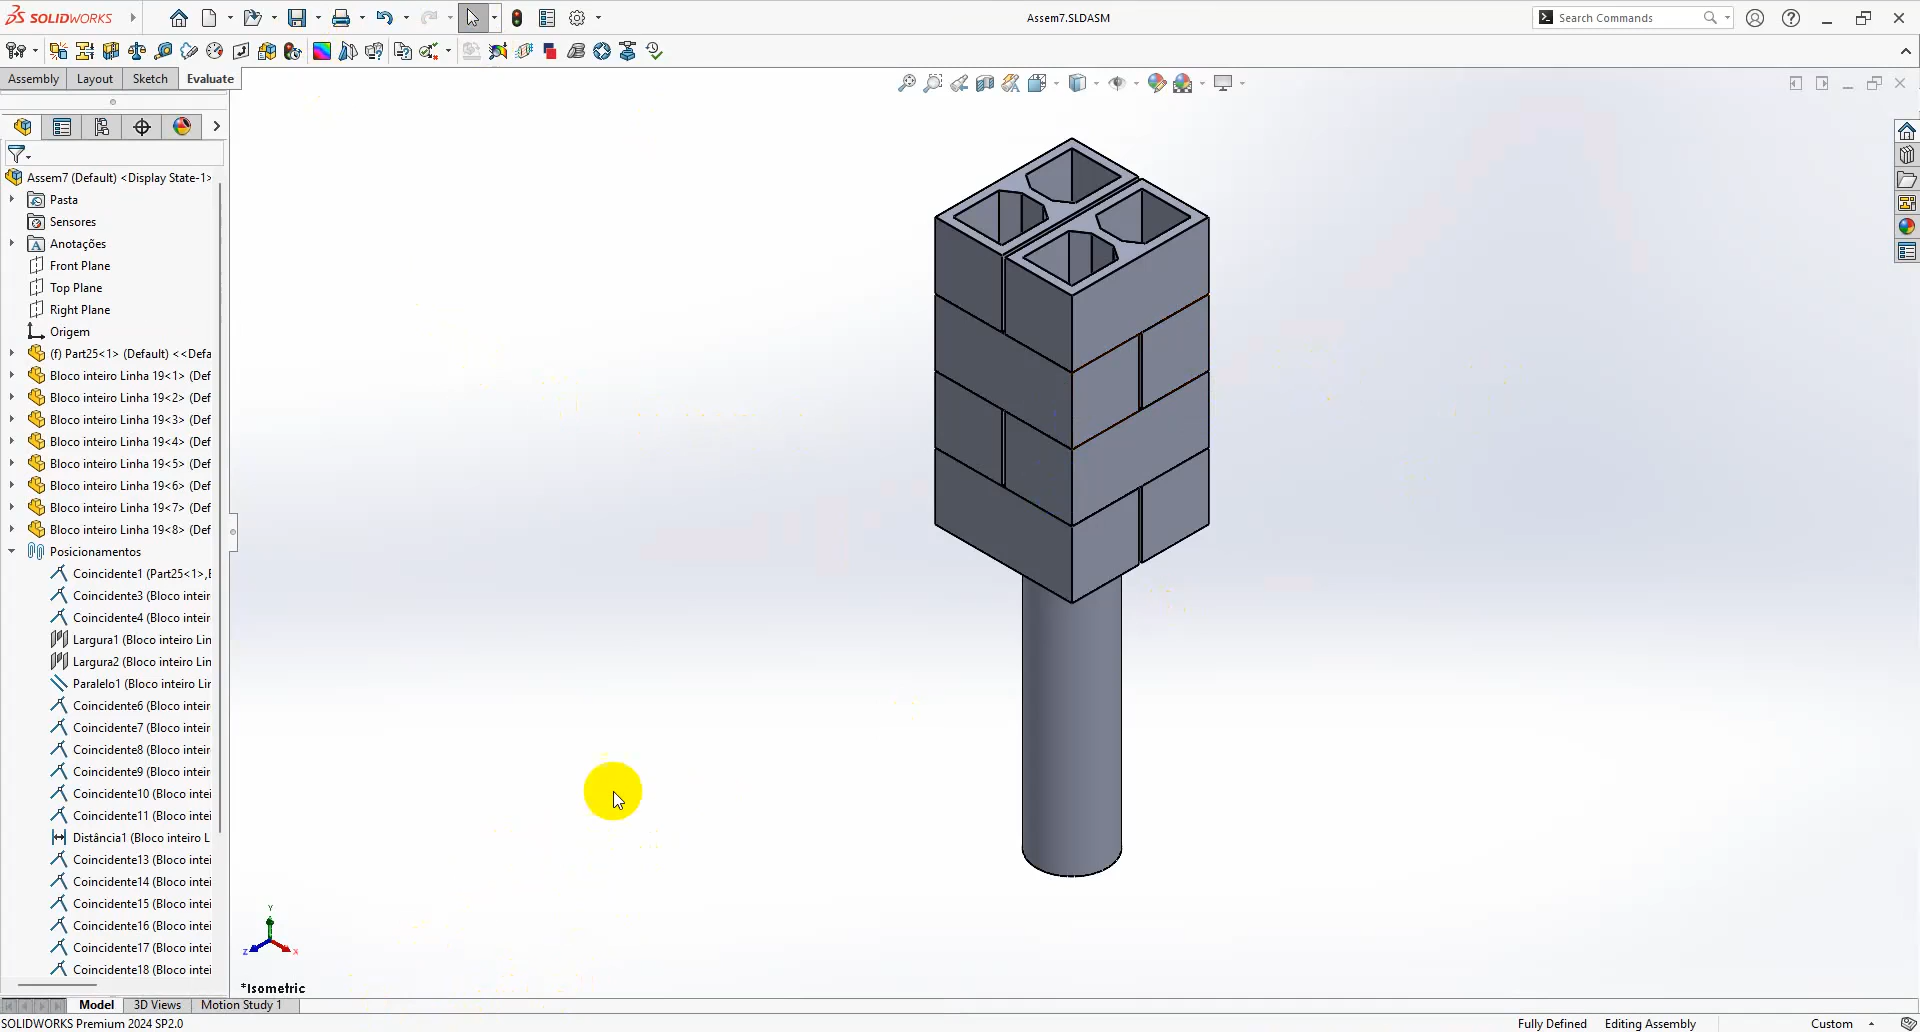 SOLIDWORKS
Assem7.SLDASM
Search Commands
Assembly
Layout
Sketch
Evaluate
Assem7 (Default) <Display State-1>
Pasta
Sensores
Anotações
Front Plane
Top Plane
Right Plane
Origem
(f) Part25<1> (Default) <<Defa
Bloco inteiro Linha 19<1> (Def
Bloco inteiro Linha 19<2> (Def
Bloco inteiro Linha 19<3> (Def
Bloco inteiro Linha 19<4> (Def
Bloco inteiro Linha 19<5> (Def
Bloco inteiro Linha 19<6> (Def
Bloco inteiro Linha 19<7> (Def
Bloco inteiro Linha 19<8> (Def
Posicionamentos
Coincidente1 (Part25<1>,
Coincidente3 (Bloco inteir
Coincidente4 (Bloco inteir
Largura1 (Bloco inteiro Lin
Largura2 (Bloco inteiro Lin
Paralelo1 (Bloco inteiro Lir
Coincidente6 (Bloco inteir
Coincidente7 (Bloco inteir
Coincidente8 (Bloco inteir
Coincidente9 (Bloco inteir
Coincidente10 (Bloco intei
Coincidente11 (Bloco intei
Distância1 (Bloco inteiro L
Coincidente13 (Bloco intei
Coincidente14 (Bloco intei
Coincidente15 (Bloco intei
Coincidente16 (Bloco intei
Coincidente17 (Bloco intei
Coincidente18 (Bloco intei
Y
Z
X
*Isometric
Model
3D Views
Motion Study 1
SOLIDWORKS Premium 2024 SP2.0
Fully Defined
Editing Assembly
Custom